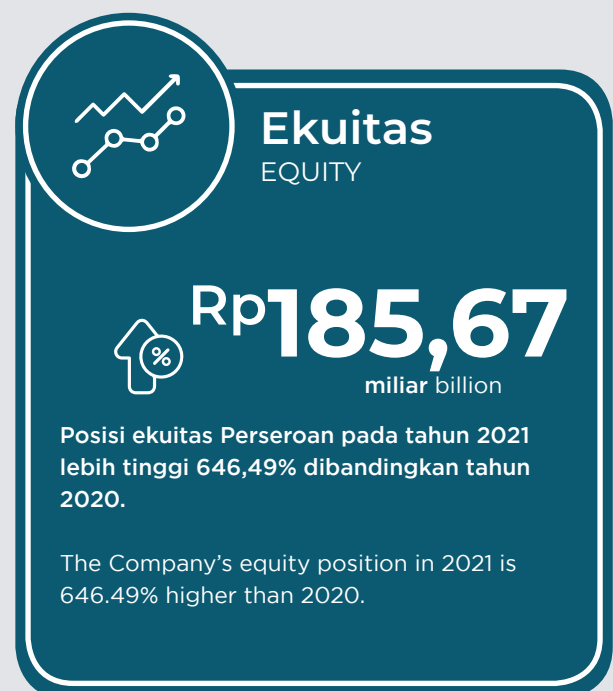 Ekuitas
EQUITY
Rp185,67
miliar billion
%
Posisi ekuitas Perseroan pada tahun 2021
lebih tinggi 646,49% dibandingkan tahun
2020.
The Company's equity position in 2021 is
646.49% higher than 2020.